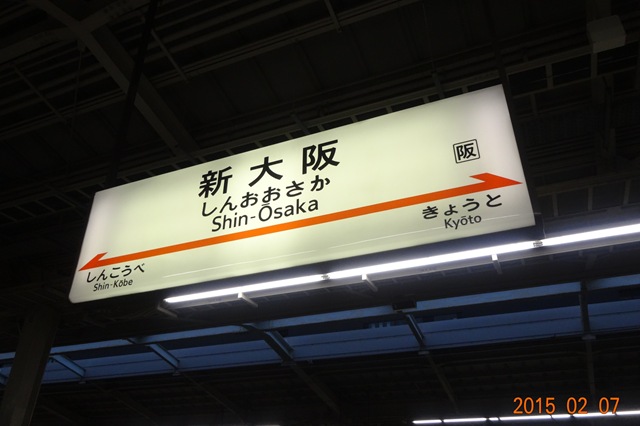 新大阪
阪
しんおおさか
Shin-Ōsaka
しんこうべ
Shin-Kōbe
きょうと
Kyōto
2015 02 07